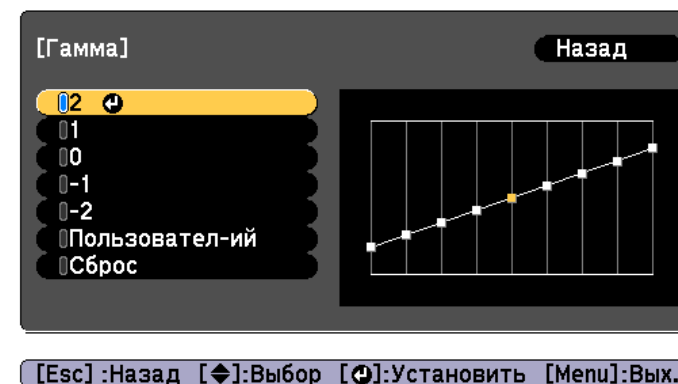 [Гамма]
Назад
2
1
0
-1
-2
Пользовател-ий
Сброс
[Esc] :Назад [◆]:Выбор [⏎]:Установить [Menu]:Вых.